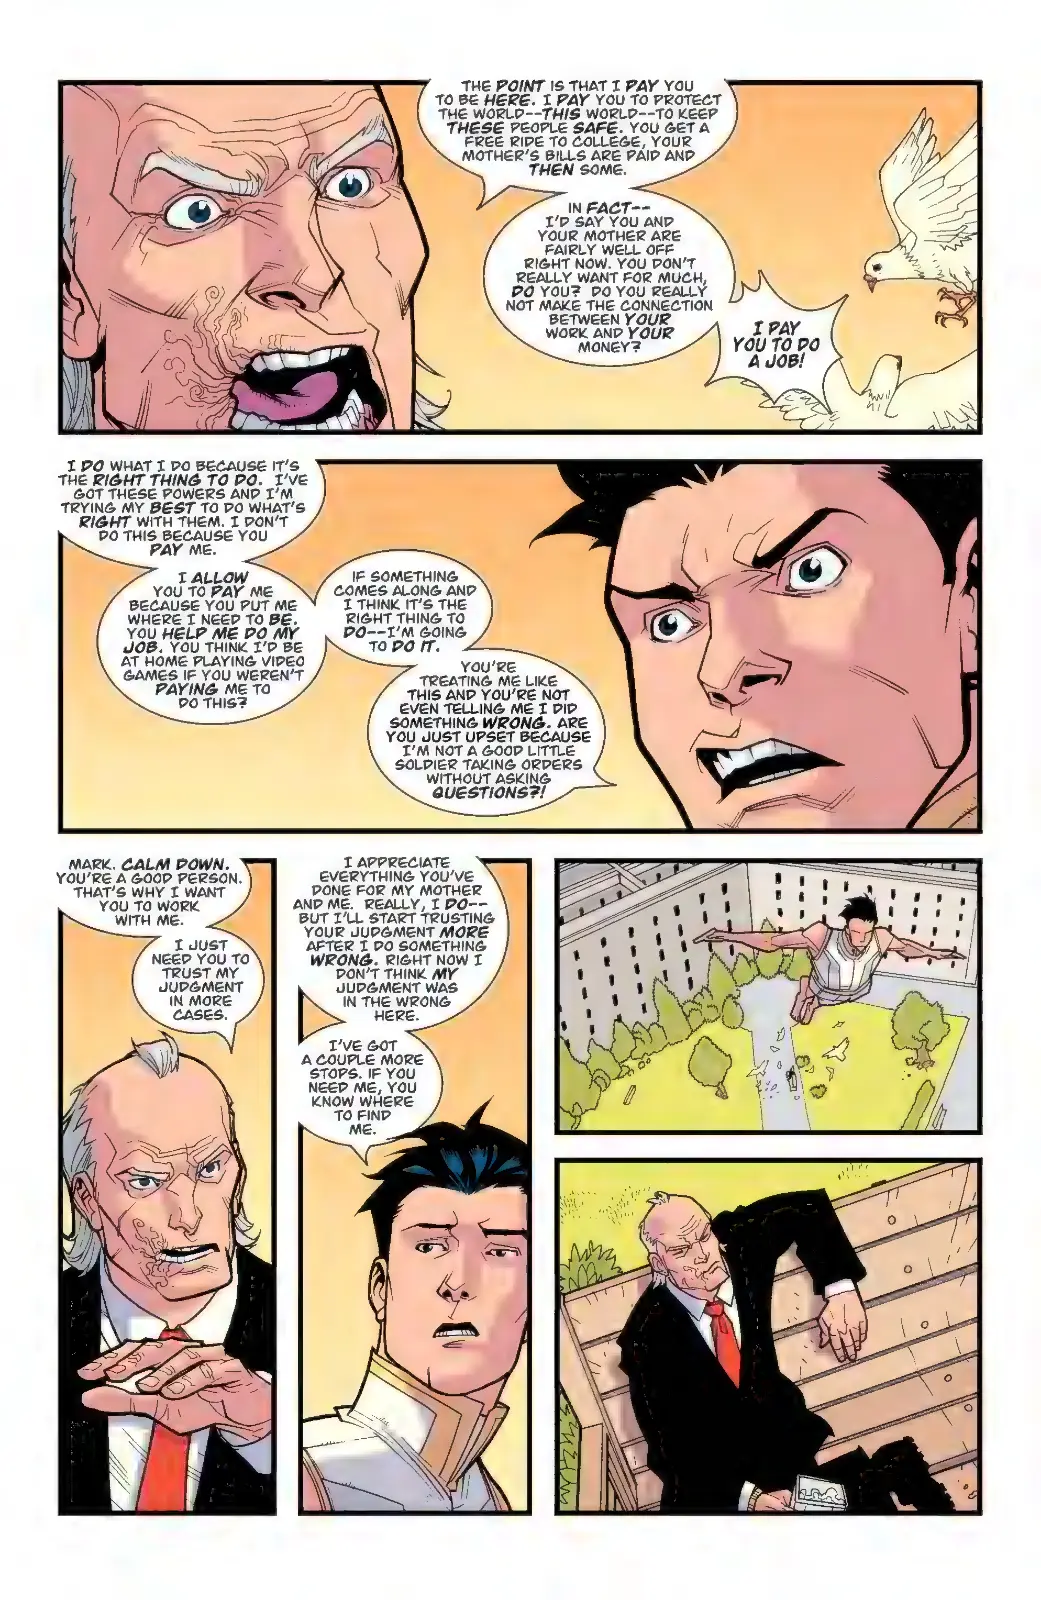 THE POINT IS THAT I PAY YOU
TO BE HERE. I PAY YOU TO PROTECT
THE WORLD--THIS WORLD--TO KEEP
THESE PEOPLE SAFE. YOU GET A
FREE RIDE TO COLLEGE, YOUR
MOTHER'S BILLS ARE PAID AND
THEN SOME.
IN FACT--
I'D SAY YOU AND
YOUR MOTHER ARE
FAIRLY WELL OFF
RIGHT NOW. YOU DON'T
REALLY WANT FOR MUCH,
DO YOU? DO YOU REALLY
NOT MAKE THE CONNECTION
BETWEEN YOUR
WORK AND YOUR
MONEY?
I PAY
YOU TO DO
A JOB!
I DO WHAT I DO BECAUSE IT'S
THE RIGHT THING TO DO. I'VE
GOT THESE POWERS AND I'M
TRYING MY BEST TO DO WHAT'S
RIGHT WITH THEM. I DON'T
DO THIS BECAUSE YOU
PAY ME.
I ALLOW
YOU TO PAY ME
BECAUSE YOU PUT ME
WHERE I NEED TO BE.
YOU HELP ME DO MY
JOB. YOU THINK I'D BE
AT HOME PLAYING VIDEO
GAMES IF YOU WEREN'T
PAYING ME TO
DO THIS?
IF SOMETHING
COMES ALONG AND
I THINK IT'S THE
RIGHT THING TO
DO--I'M GOING
TO DO IT.
YOU'RE
TREATING ME LIKE
THIS AND YOU'RE NOT
EVEN TELLING ME I DID
SOMETHING WRONG. ARE
YOU JUST UPSET BECAUSE
I'M NOT A GOOD LITTLE
SOLDIER TAKING ORDERS
WITHOUT ASKING
QUESTIONS?!
MARK. CALM DOWN.
YOU'RE A GOOD PERSON.
THAT'S WHY I WANT
YOU TO WORK
WITH ME.
I JUST
NEED YOU TO
TRUST MY
JUDGMENT
IN MORE
CASES.
I APPRECIATE
EVERYTHING YOU'VE
DONE FOR MY MOTHER
AND ME. REALLY, I DO--
BUT I'LL START TRUSTING
YOUR JUDGMENT MORE
AFTER I DO SOMETHING
WRONG. RIGHT NOW I
DON'T THINK MY
JUDGMENT WAS
IN THE WRONG
HERE.
I'VE GOT
A COUPLE MORE
STOPS. IF YOU
NEED ME, YOU
KNOW WHERE
TO FIND
ME.